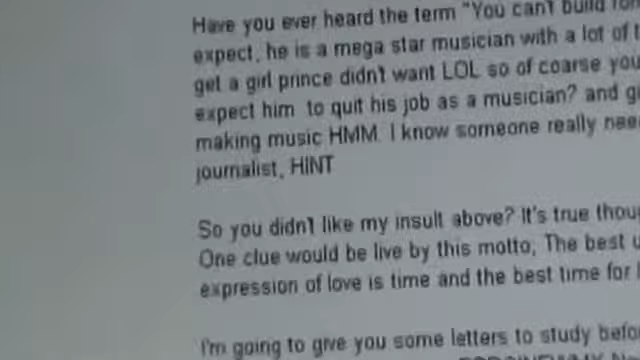 Have you ever heard the term "You can't build
expect, he is a mega star musician with a lot of
get a girl prince didn't want LOL so of coarse you
expect him to quit his job as a musician? and
making music HMM. I know someone really
journalist, HINT
So you didn't like my insult above? It's true
One clue would be live by this motto; The best
expression of love is time and the best time for
I'm going to give you some letters to study